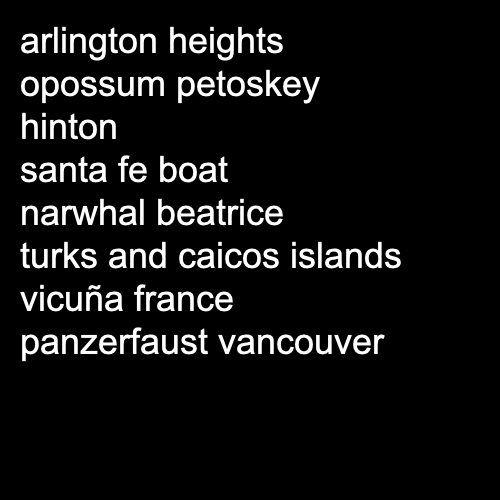 arlington heights
opossum petoskey
hinton
santa fe boat
narwhal beatrice
turks and caicos islands
vicuña france
panzerfaust vancouver